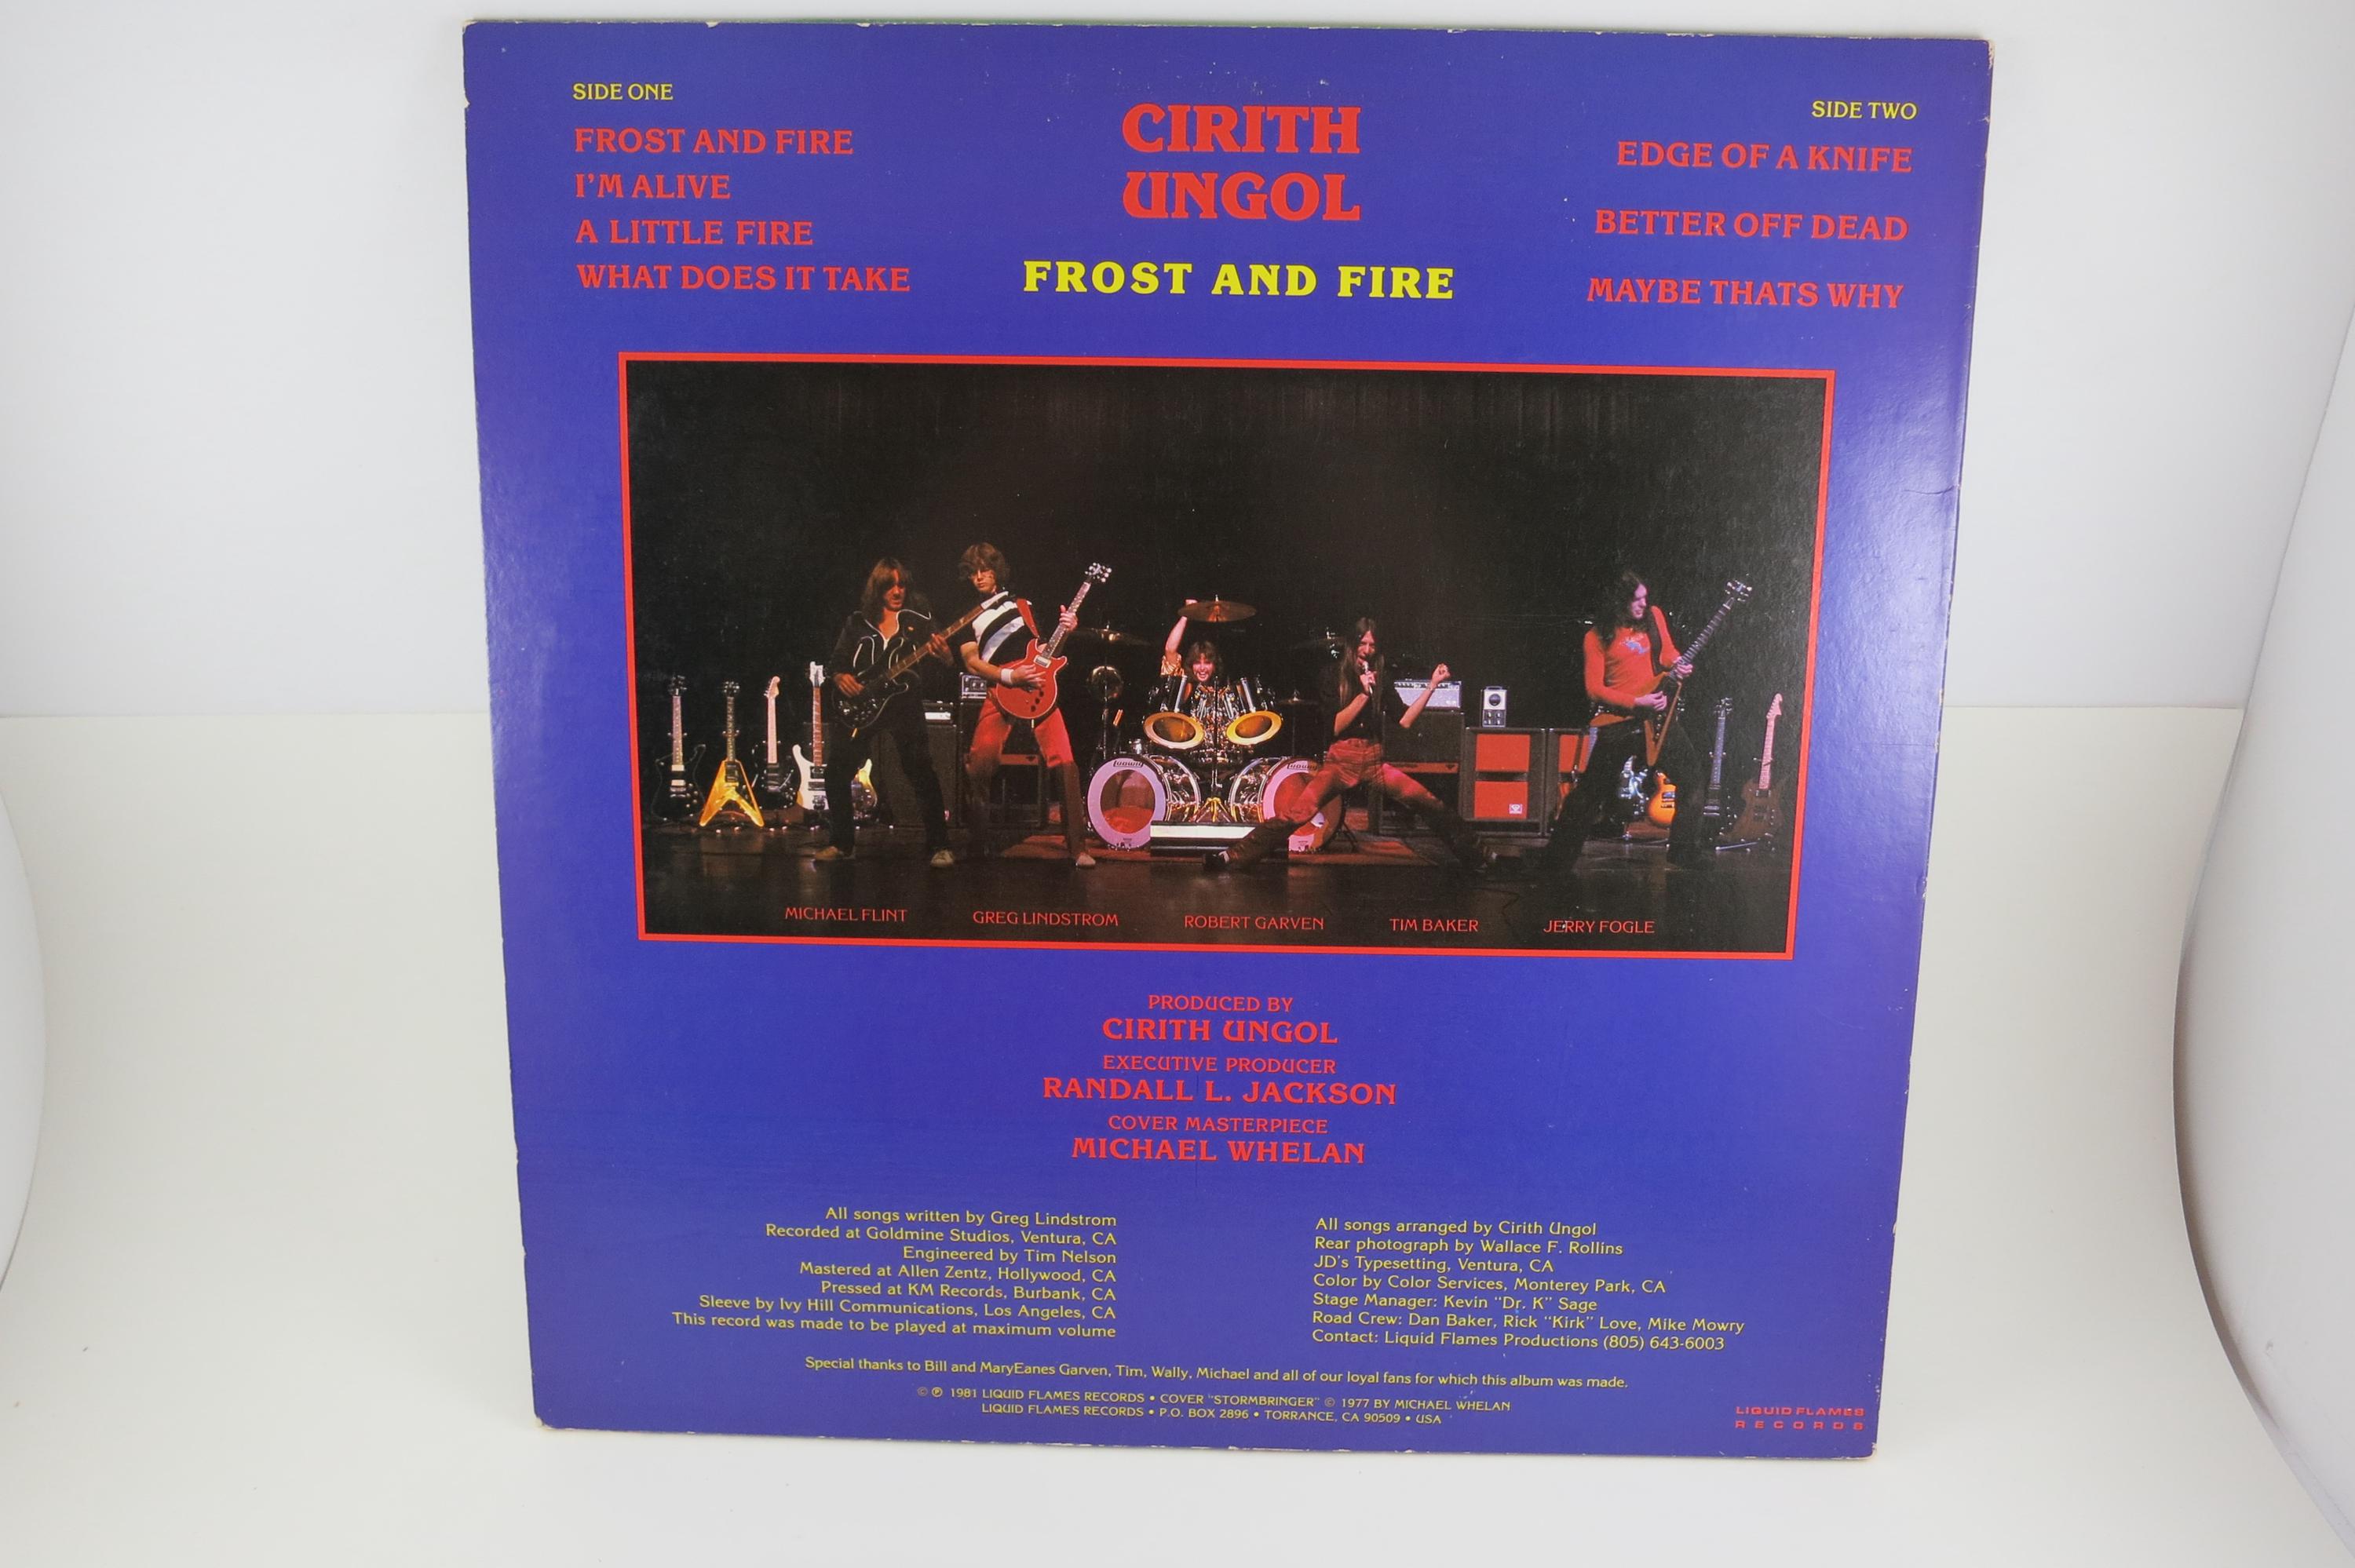 SIDE ONE
FROST AND FIRE
I'M ALIVE
A LITTLE FIRE
WHAT DOES IT TAKE
CIRITH
UNGOL
FROST AND FIRE
SIDE TWO
EDGE OF A KNIFE
BETTER OFF DEAD
MAYBE THATS WHY
Ludwig
Ludwig
MICHAEL FLINT
GREG LINDSTROM
ROBERT GARVEN
TIM BAKER
JERRY FOGLE
PRODUCED BY
CIRITH UNGOL
EXECUTIVE PRODUCER
RANDALL L. JACKSON
COVER MASTERPIECE
MICHAEL WHELAN
All songs written by Greg Lindstrom
Recorded at Goldmine Studios, Ventura, CA
Engineered by Tim Nelson
Mastered at Allen Zentz, Hollywood, CA
Pressed at KM Records, Burbank, CA
Sleeve by Ivy Hill Communications, Los Angeles, CA
This record was made to be played at maximum volume
All songs arranged by Cirith Ungol
Rear photograph by Wallace F. Rollins
JD's Typesetting, Ventura, CA
Color by Color Services, Monterey Park, CA
Stage Manager: Kevin "Dr. K" Sage
Road Crew: Dan Baker, Rick "Kirk" Love, Mike Mowry
Contact: Liquid Flames Productions (805) 643-6003
Special thanks to Bill and MaryEanes Garven, Tim, Wally, Michael and all of our loyal fans for which this album was made.
© ℗ 1981 LIQUID FLAMES RECORDS • COVER "STORMBRINGER" © 1977 BY MICHAEL WHELAN
LIQUID FLAMES RECORDS • P.O. BOX 2896 • TORRANCE, CA 90509 • USA
LIQUID FLAMES
RECORDS